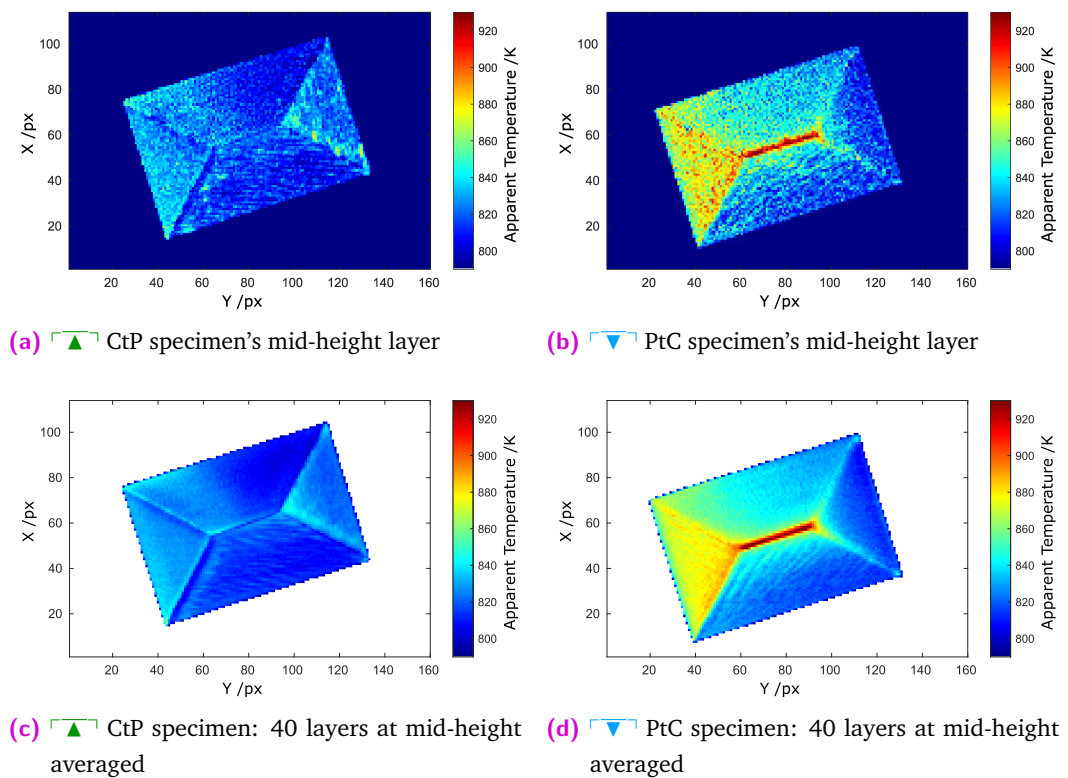 100
80
60
40
20
X /px
20 40 60 80 100 120 140 160
Y /px
920
900
880
860
840
820
800
Apparent Temperature /K
(a) CtP specimen's mid-height layer
100
80
60
40
20
X /px
20 40 60 80 100 120 140 160
Y /px
920
900
880
860
840
820
800
Apparent Temperature /K
(b) PtC specimen's mid-height layer
100
80
60
40
20
X /px
20 40 60 80 100 120 140 160
Y /px
920
900
880
860
840
820
800
Apparent Temperature /K
(c) CtP specimen: 40 layers at mid-height
averaged
100
80
60
40
20
X /px
20 40 60 80 100 120 140 160
Y /px
920
900
880
860
840
820
800
Apparent Temperature /K
(d) PtC specimen: 40 layers at mid-height
averaged